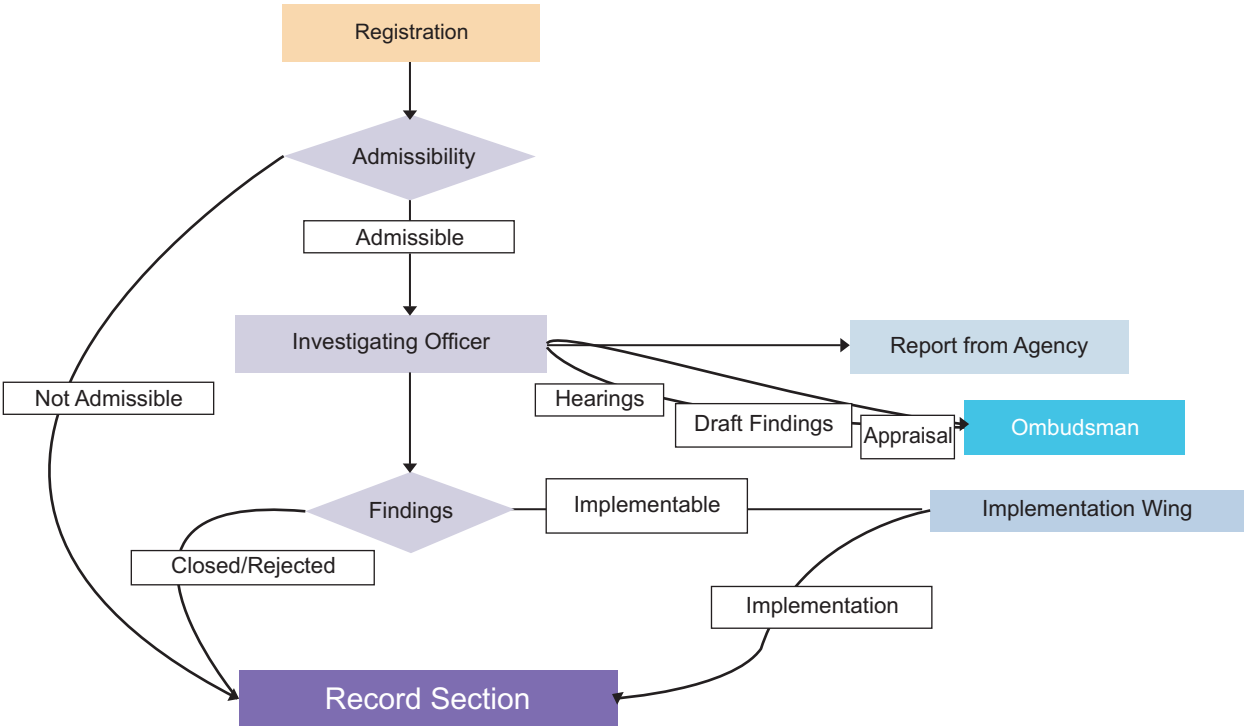 Registration
Admissibility
Admissible
Investigating Officer
Report from Agency
Not Admissible
Hearings
Draft Findings
Appraisal
Ombudsman
Findings
Implementable
Implementation Wing
Closed/Rejected
Implementation
Record Section